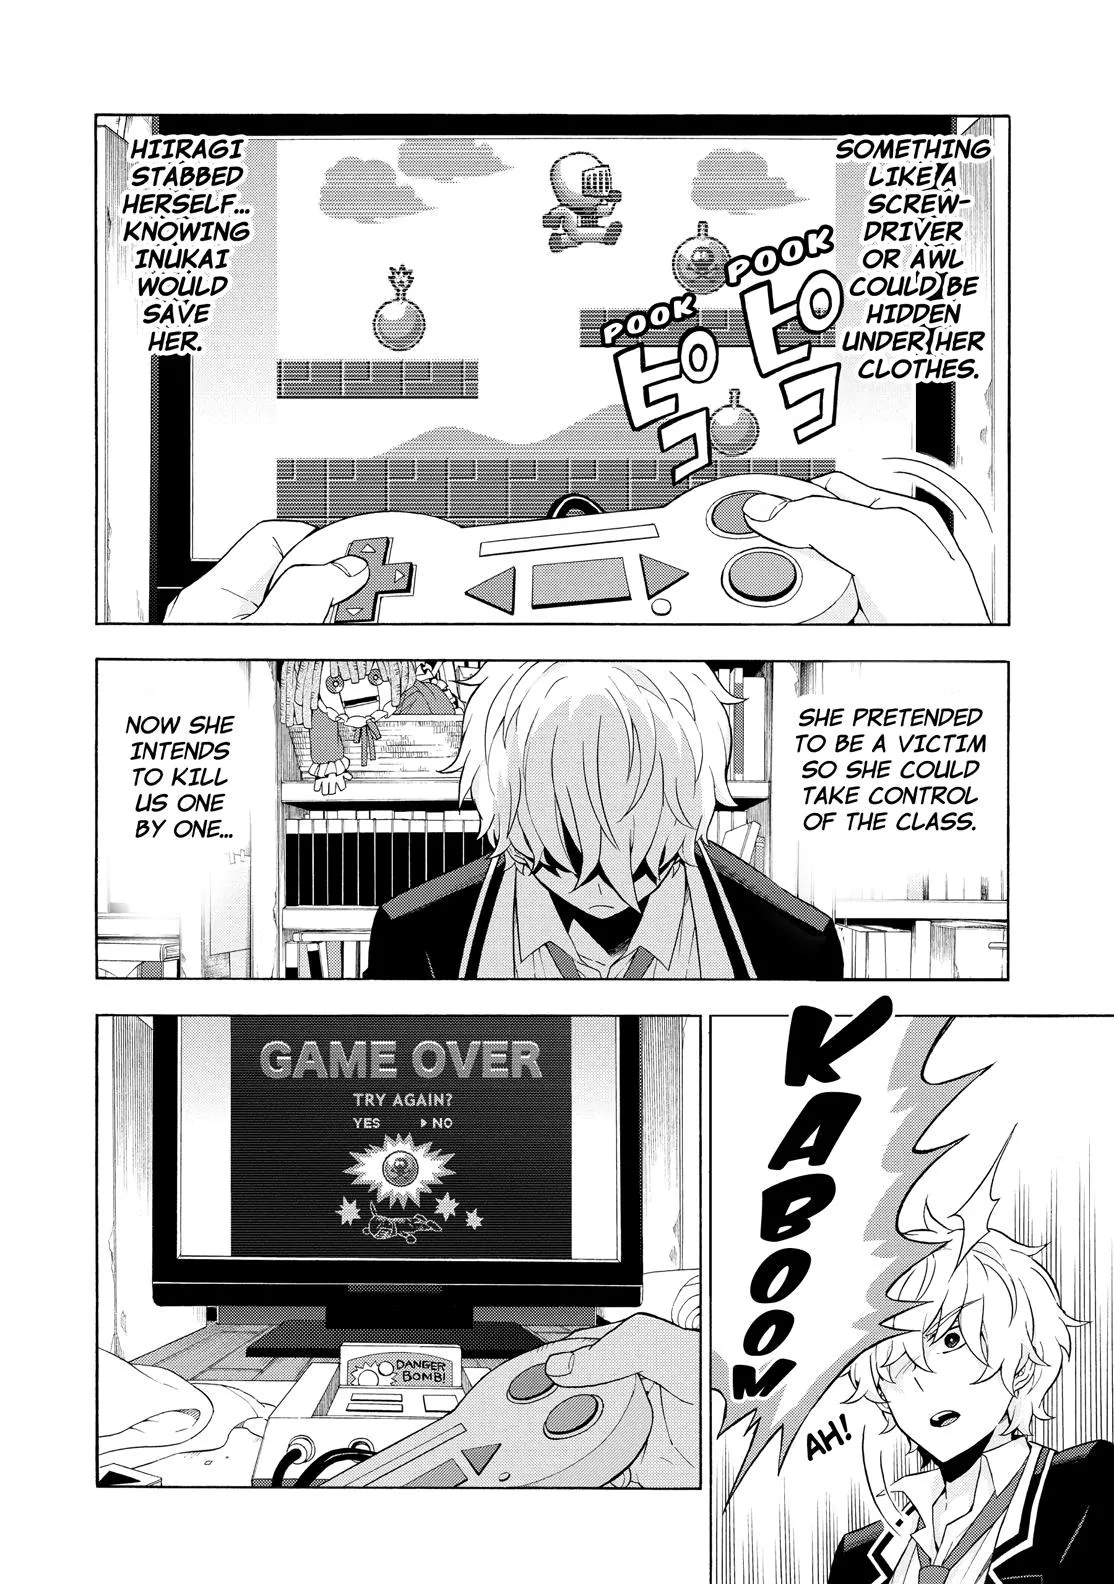 SOMETHING
LIKE A
SCREW-
DRIVER
OR AWL
COULD BE
HIDDEN
UNDER HER
CLOTHES.
POOK
ピコ
POOK
ピコ
HIIRAGI
STABBED
HERSELF...
KNOWING
INUKAI
WOULD
SAVE
HER.
SHE PRETENDED
TO BE A VICTIM
SO SHE COULD
TAKE CONTROL
OF THE CLASS.
NOW SHE
INTENDS
TO KILL
US ONE
BY ONE...
KABOOM
AH!
GAME OVER
TRY AGAIN?
YES ▶NO
DANGER
BOMB!